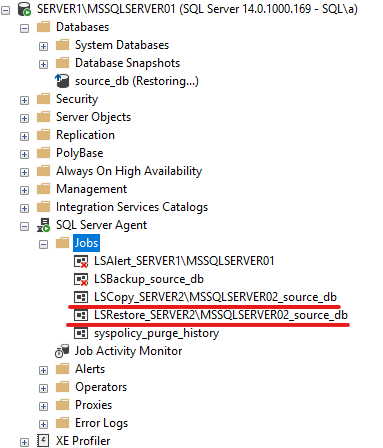 SERVER1\MSSQLSERVER01 (SQL Server 14.0.1000.169 - SQL\a)
Databases
System Databases
Database Snapshots
source_db (Restoring...)
Security
Server Objects
Replication
PolyBase
Always On High Availability
Management
Integration Services Catalogs
SQL Server Agent
Jobs
LSAlert_SERVER1\MSSQLSERVER01
LSBackup_source_db
LSCopy_SERVER2\MSSQLSERVER02_source_db
LSRestore_SERVER2\MSSQLSERVER02_source_db
syspolicy_purge_history
Job Activity Monitor
Alerts
Operators
Proxies
Error Logs
XE Profiler